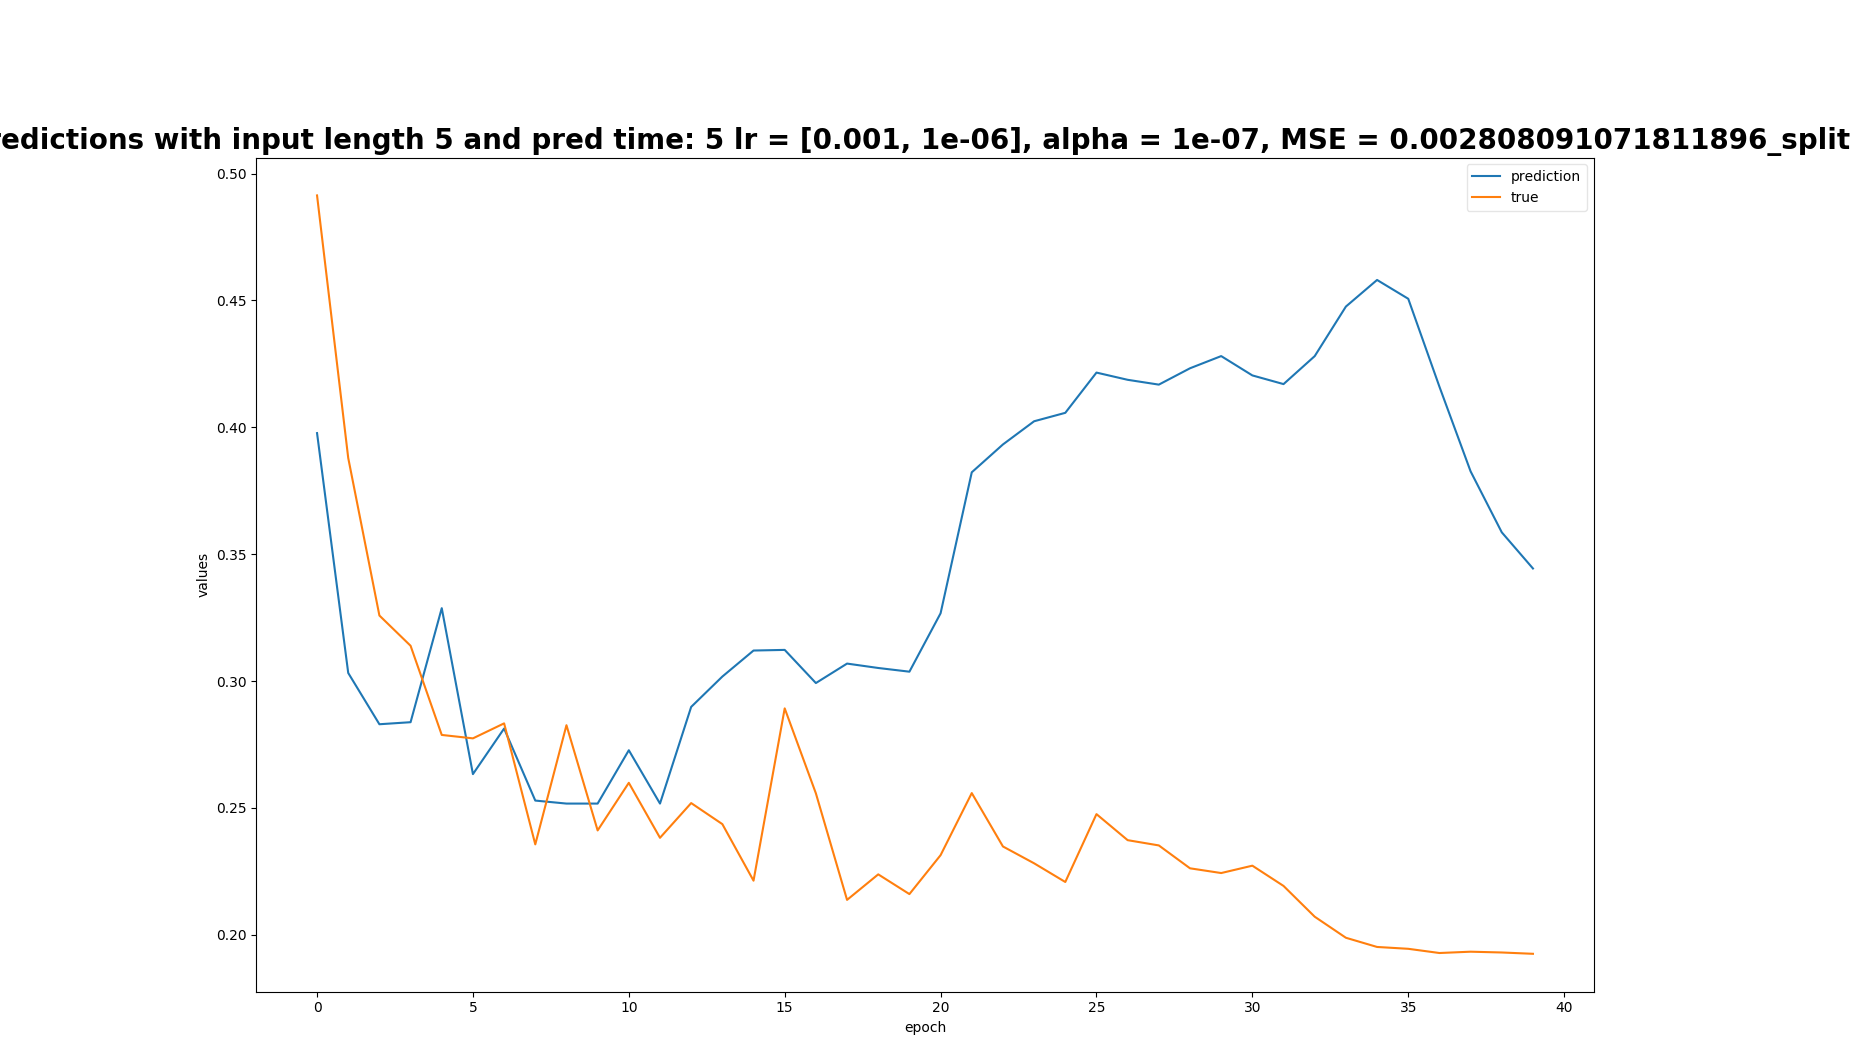 redictions with input length 5 and pred time: 5 lr = [0.001, 1e-06], alpha = 1e-07, MSE = 0.002808091071811896_split
prediction
true
0.50
0.45
0.40
0.35
0.30
0.25
0.20
values
0 5 10 15 20 25 30 35 40
epoch